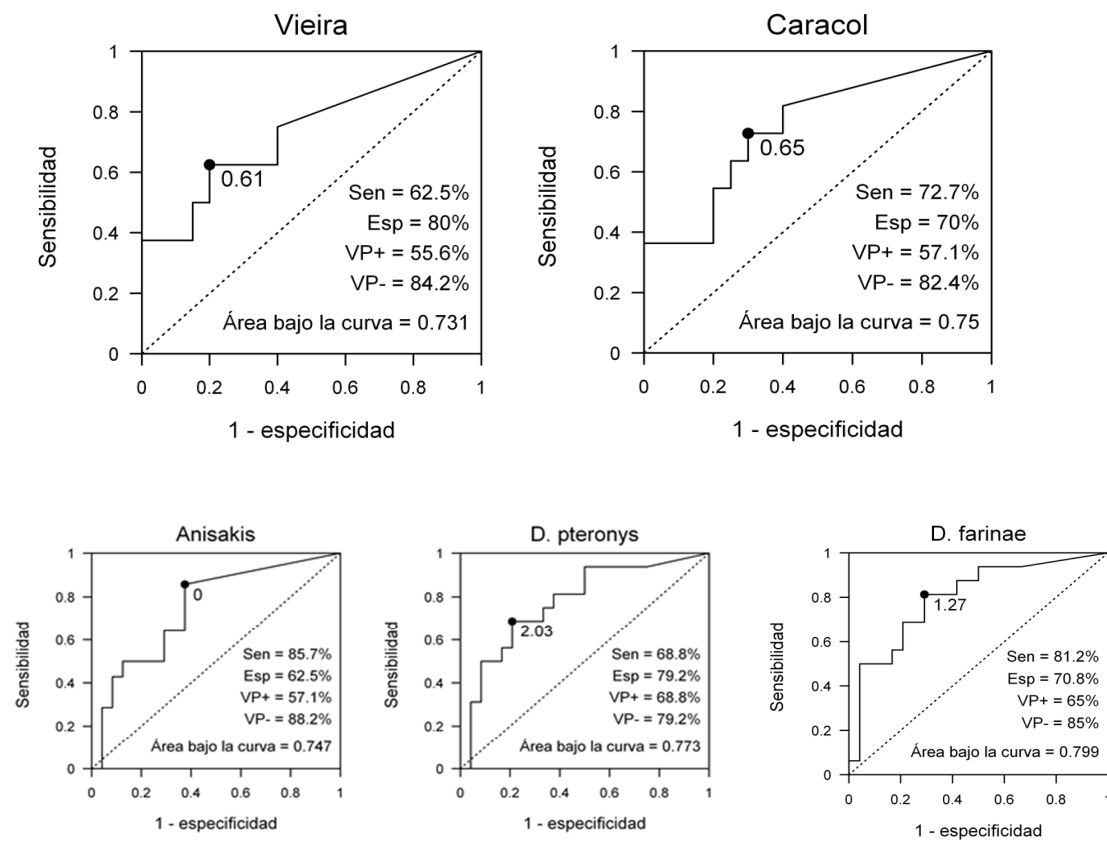 Vieira
1
0.8
0.6
0.4
0.2
0
Sensibilidad
0.61
Sen = 62.5%
Esp = 80%
VP+ = 55.6%
VP- = 84.2%
Área bajo la curva = 0.731
0 0.2 0.4 0.6 0.8 1
1 - especificidad
Caracol
1
0.8
0.6
0.4
0.2
0
Sensibilidad
0.65
Sen = 72.7%
Esp = 70%
VP+ = 57.1%
VP- = 82.4%
Área bajo la curva = 0.75
0 0.2 0.4 0.6 0.8 1
1 - especificidad
Anisakis
1
0.8
0.6
0.4
0.2
0
Sensibilidad
0
Sen = 85.7%
Esp = 62.5%
VP+ = 57.1%
VP- = 88.2%
Área bajo la curva = 0.747
0 0.2 0.4 0.6 0.8 1
1 - especificidad
D. pteronys
1
0.8
0.6
0.4
0.2
0
Sensibilidad
2.03
Sen = 68.8%
Esp = 79.2%
VP+ = 68.8%
VP- = 79.2%
Área bajo la curva = 0.773
0 0.2 0.4 0.6 0.8 1
1 - especificidad
D. farinae
1
0.8
0.6
0.4
0.2
0
Sensibilidad
1.27
Sen = 81.2%
Esp = 70.8%
VP+ = 65%
VP- = 85%
Área bajo la curva = 0.799
0 0.2 0.4 0.6 0.8 1
1 - especificidad